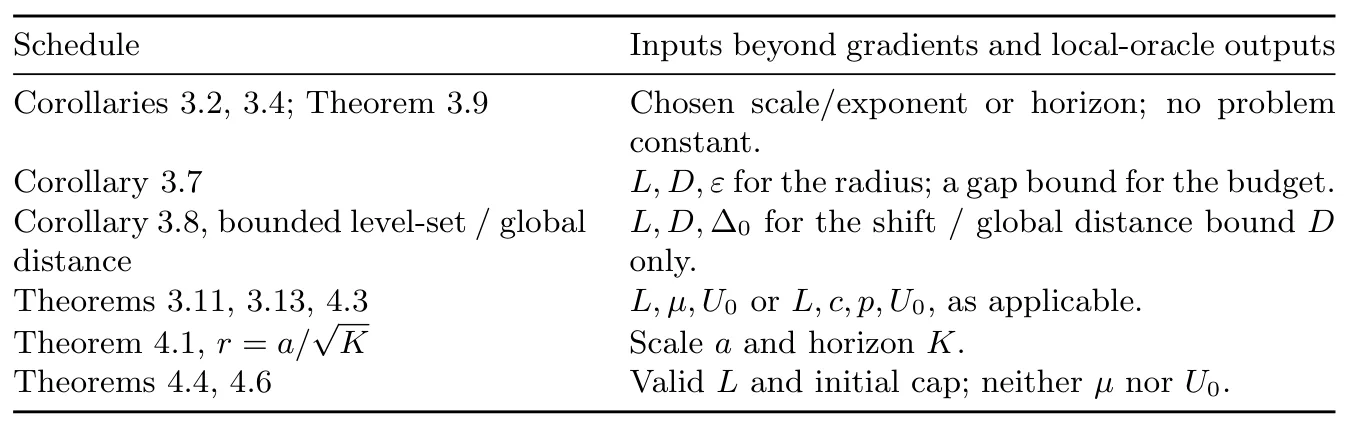 Schedule Inputs beyond gradients and local-oracle outputs
Corollaries 3.2, 3.4; Theorem 3.9 Chosen scale/exponent or horizon; no problem
constant.
Corollary 3.7 L, D, ε for the radius; a gap bound for the budget.
Corollary 3.8, bounded level-set / global L, D, Δ₀ for the shift / global distance bound D
distance only.
Theorems 3.11, 3.13, 4.3 L, μ, U₀ or L, c, p, U₀, as applicable.
Theorem 4.1, r = a/√K Scale a and horizon K.
Theorems 4.4, 4.6 Valid L and initial cap; neither μ nor U₀.